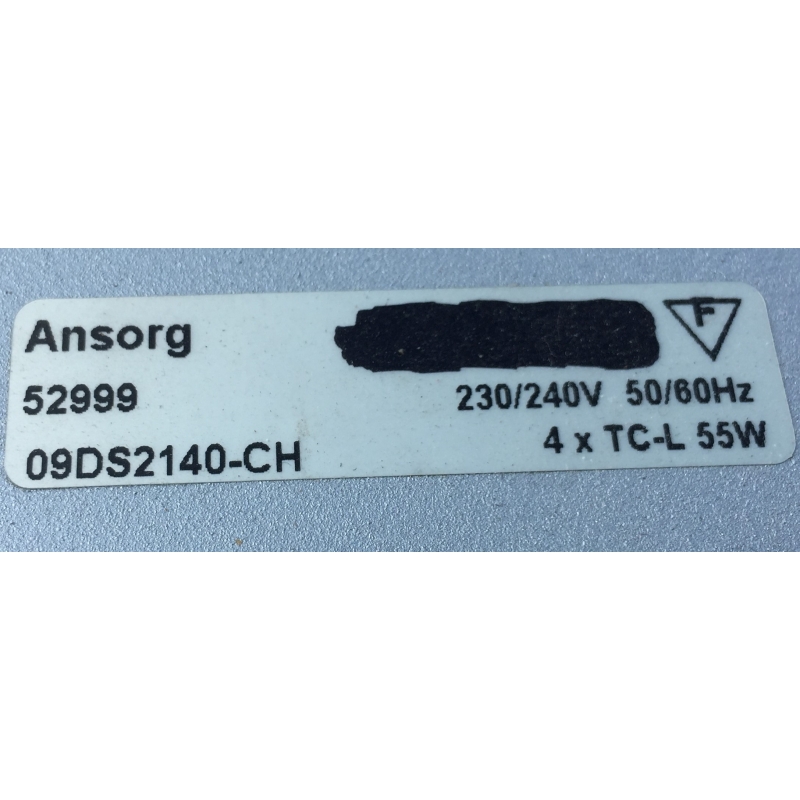 Ansorg
F
52999
230/240V 50/60Hz
09DS2140-CH
4 x TC-L 55W